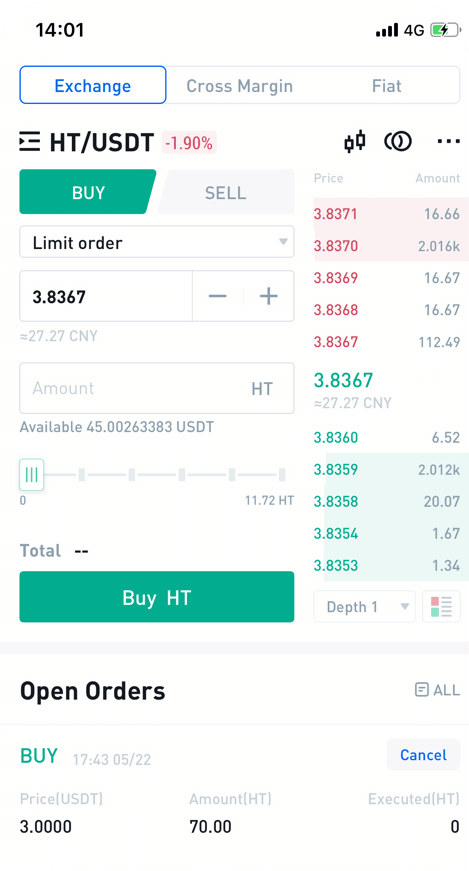 14:01
4G
Exchange
Cross Margin
Fiat
HT/USDT -1.90%
BUY
SELL
Limit order
3.8367
≈27.27 CNY
Amount
HT
Available 45.00263383 USDT
0
11.72 HT
Total --
Buy HT
Price Amount
3.8371 16.66
3.8370 2.016k
3.8369 16.67
3.8368 16.67
3.8367 112.49
3.8367
≈27.27 CNY
3.8360 6.52
3.8359 2.012k
3.8358 20.07
3.8354 1.67
3.8353 1.34
Depth 1
Open Orders
ALL
BUY 17:43 05/22
Cancel
Price(USDT) Amount(HT) Executed(HT)
3.0000 70.00 0